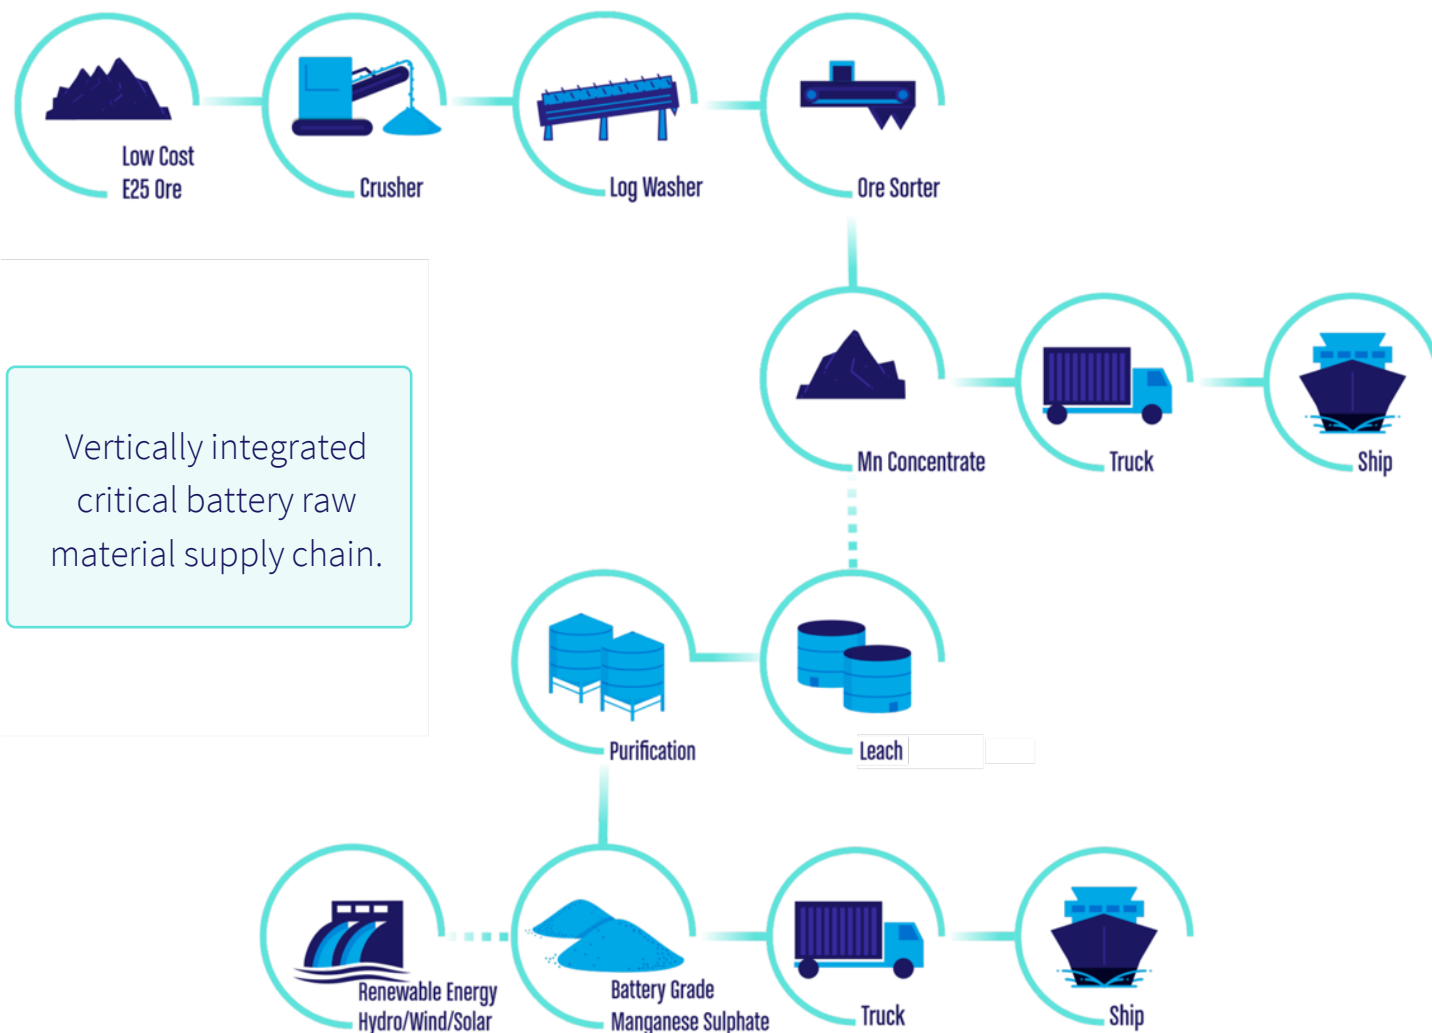 Low Cost
E25 Ore
Crusher
Log Washer
Ore Sorter
Mn Concentrate
Truck
Ship
Vertically integrated
critical battery raw
material supply chain.
Purification
Leach
Renewable Energy
Hydro/Wind/Solar
Battery Grade
Manganese Sulphate
Truck
Ship